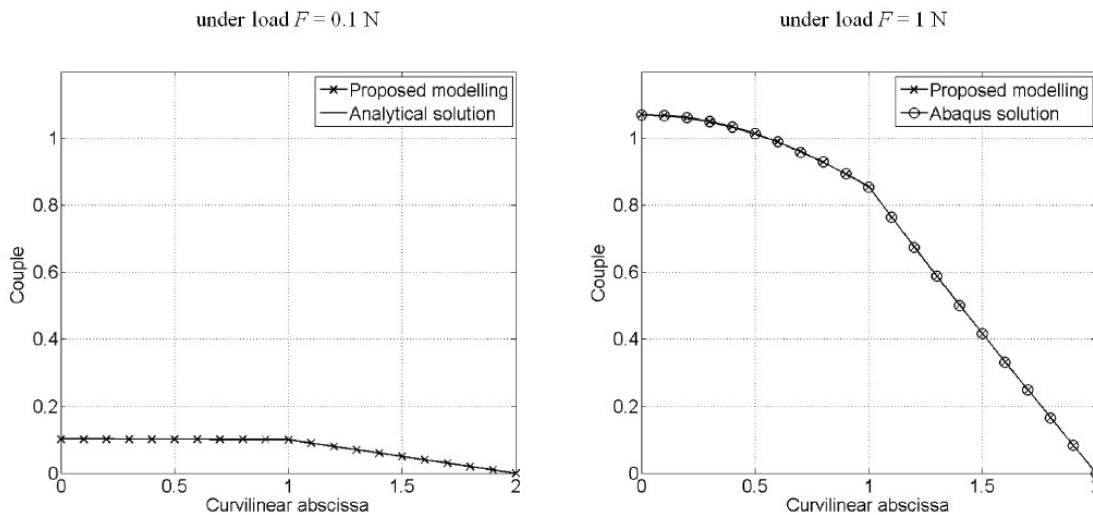 under load F = 0.1 N
Proposed modelling
Analytical solution
1
0.8
0.6
0.4
0.2
0
Couple
0
0.5
1
1.5
2
Curvilinear abscissa
under load F = 1 N
Proposed modelling
Abaqus solution
1
0.8
0.6
0.4
0.2
0
Couple
0
0.5
1
1.5
Curvilinear abscissa